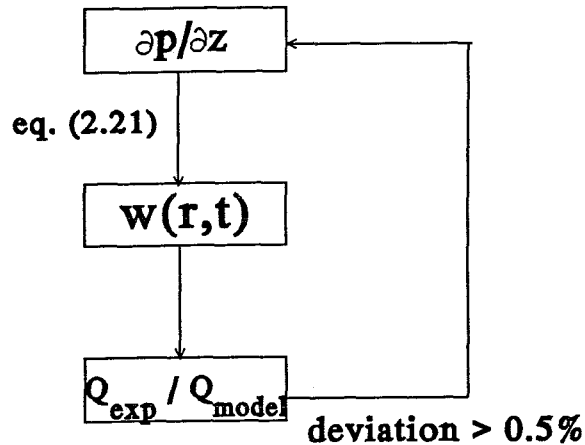 ∂p/∂z
eq. (2.21)
w(r,t)
Q_exp / Q_model
deviation > 0.5%